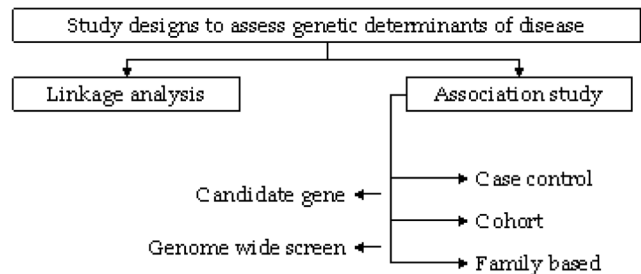 Study designs to assess genetic determinants of disease
Linkage analysis
Association study
Candidate gene
Genome wide screen
Case control
Cohort
Family based